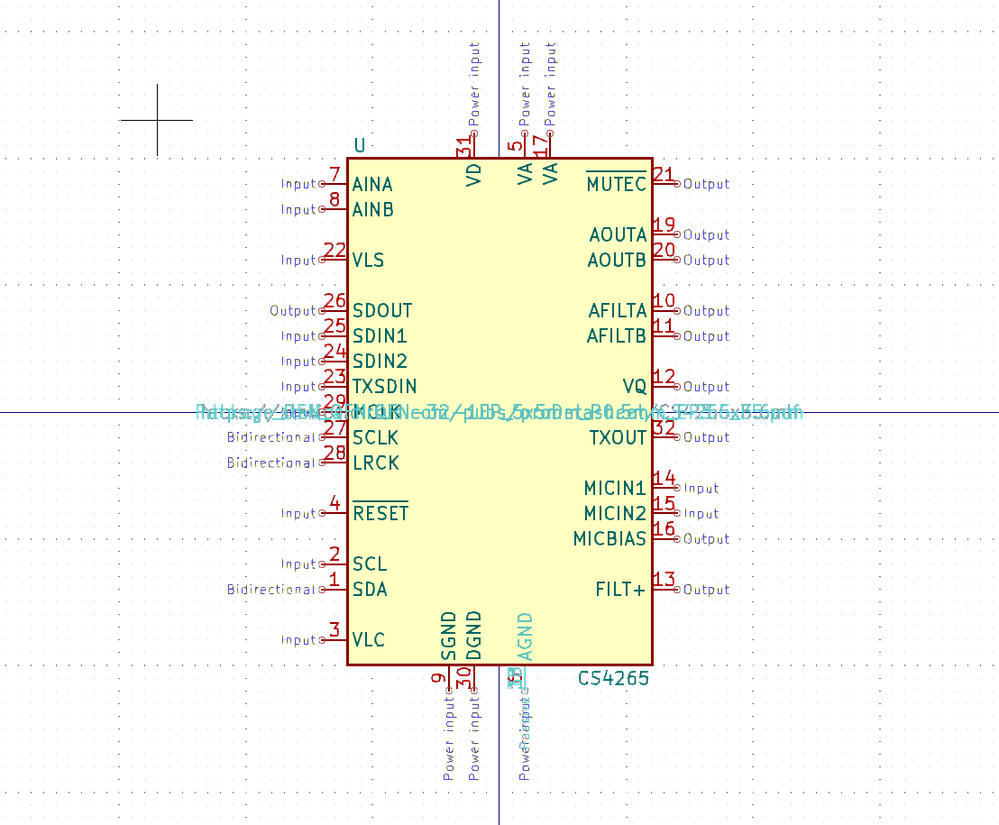 Power input
Power input
Power input
31
5
17
U
VD
VA
VA
Input 7 AINA
MUTEC 21 Output
Input 8 AINB
AOUTA 19 Output
Input 22 VLS
AOUTB 20 Output
Output 26 SDOUT
AFILTA 10 Output
Input 25 SDIN1
AFILTB 11 Output
Input 24 SDIN2
Input 23 TXSDIN
VQ 12 Output
29 MCLK
Bidirectional 27 SCLK
TXOUT 32 Output
Bidirectional 28 LRCK
MICIN1 14 Input
Input 4 RESET
MICIN2 15 Input
MICBIAS 16 Output
Input 2 SCL
Bidirectional 1 SDA
FILT+ 13 Output
Input 3 VLC
SGND
DGND
AGND
9
30
CS4265
Power input
Power input
Power input